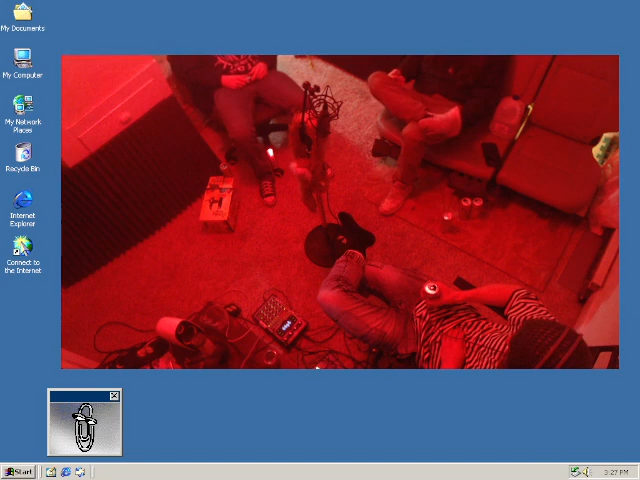 My Documents
My Computer
My Network
Places
Recycle Bin
Internet
Explorer
Connect to
the Internet
Start
3:27 PM